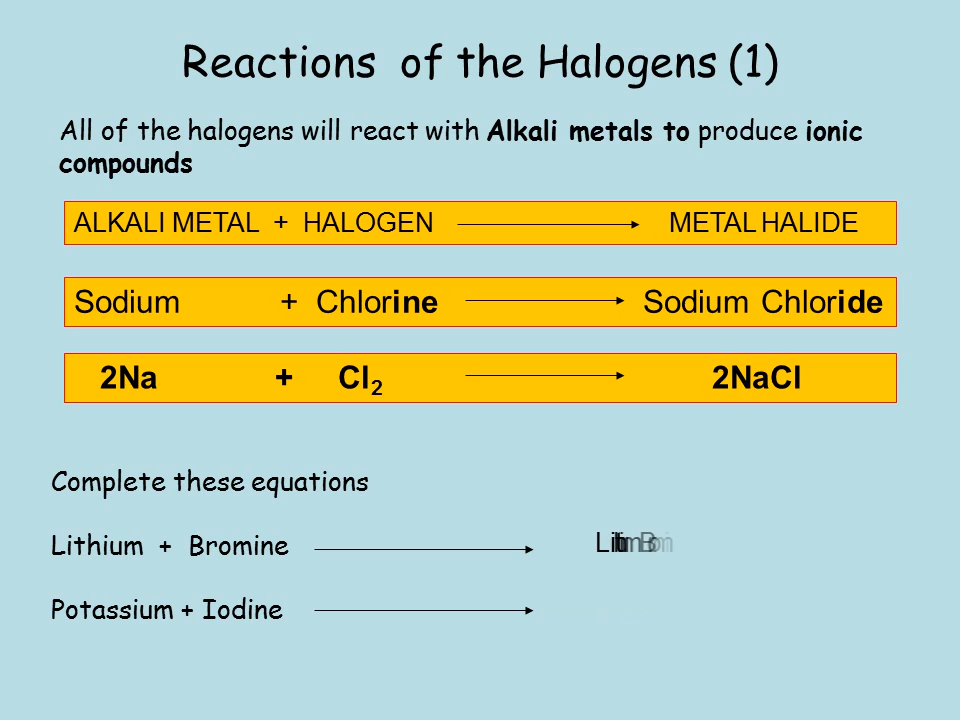 Reactions of the Halogens (1)
All of the halogens will react with Alkali metals to produce ionic
compounds
ALKALI METAL + HALOGEN METAL HALIDE
Sodium + Chlorine Sodium Chloride
2Na + Cl₂ 2NaCl
Complete these equations
Lithium + Bromine
Potassium + Iodine